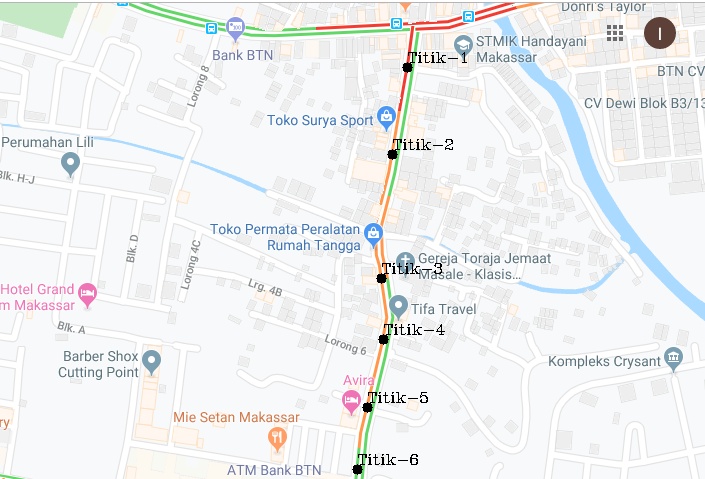 Donri's Taylor
I
Bank BTN
STMIK Handayani
Makassar
Titik-1
BTN CV
Lorong 8
CV Dewi Blok B3/13
Toko Surya Sport
Titik-2
Perumahan Lili
Blk. H-J
Toko Permata Peralatan
Rumah Tangga
Blk. D
Lorong 4C
Gereja Toraja Jemaat
Masale - Klasis...
Titik-3
Hotel Grand
m Makassar
Lrg. 4B
Tifa Travel
Blk. A
Titik-4
Lorong 6
Barber Shox
Cutting Point
Kompleks Crysant
Avira
Titik-5
Mie Setan Makassar
ry
Titik-6
ATM Bank BTN